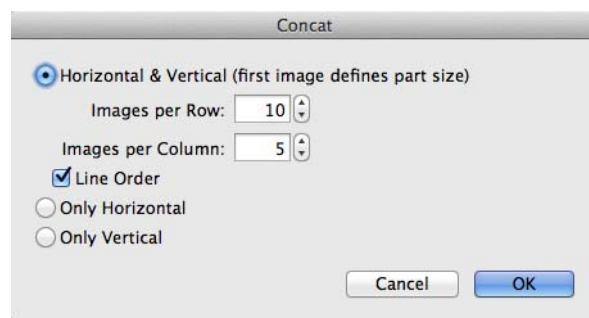 Concat
Horizontal & Vertical (first image defines part size)
Images per Row: 10
Images per Column: 5
Line Order
Only Horizontal
Only Vertical
Cancel OK